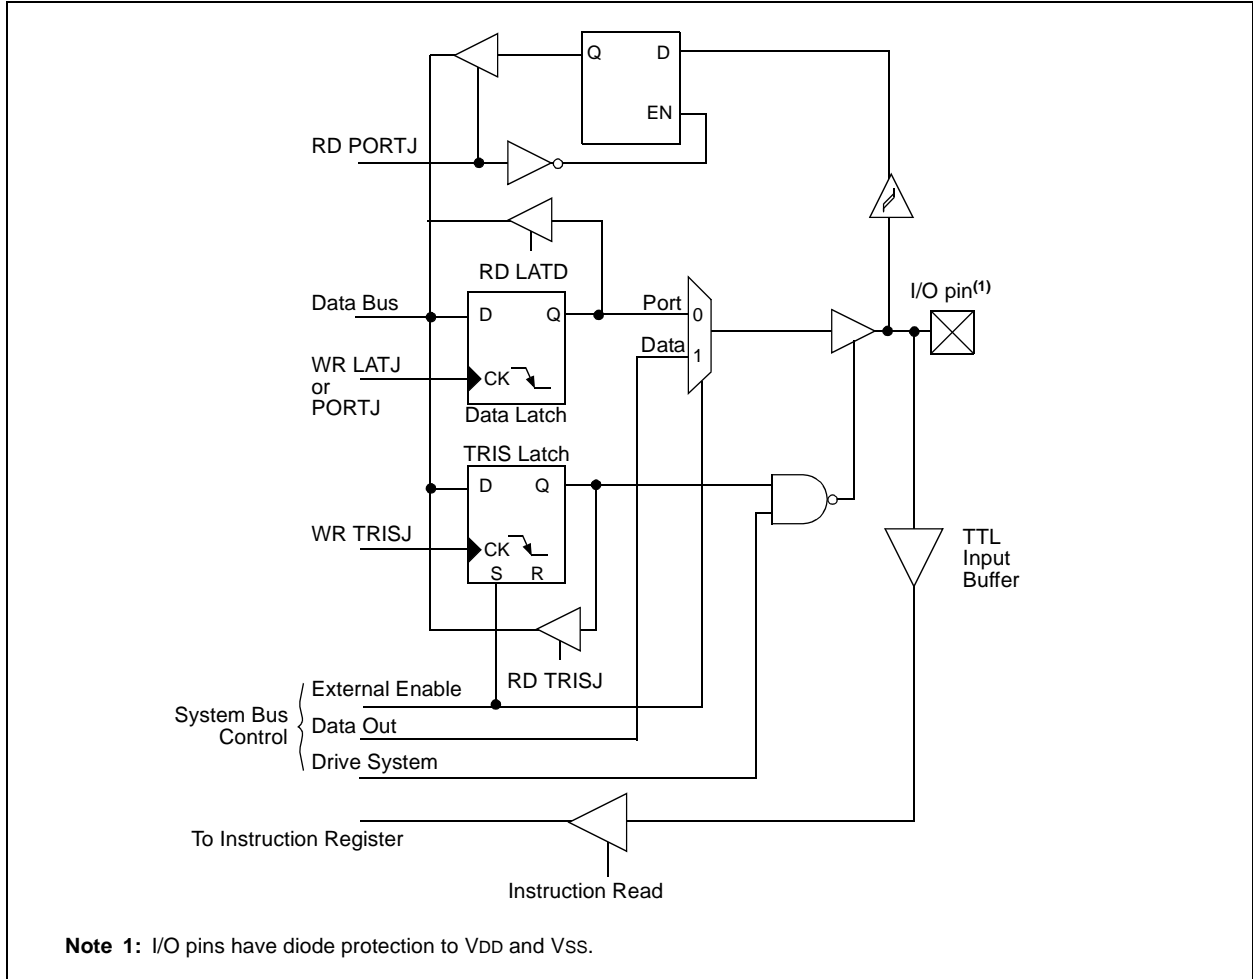 Q D
EN
RD PORTJ
RD LATD
I/O pin(1)
Data Bus
D Q
Port 0
Data 1
WR LATJ
or
PORTJ
CK
Data Latch
TRIS Latch
D Q
WR TRISJ
CK
S R
TTL
Input
Buffer
RD TRISJ
System Bus
Control
External Enable
Data Out
Drive System
To Instruction Register
Instruction Read
Note 1: I/O pins have diode protection to VDD and VSS.